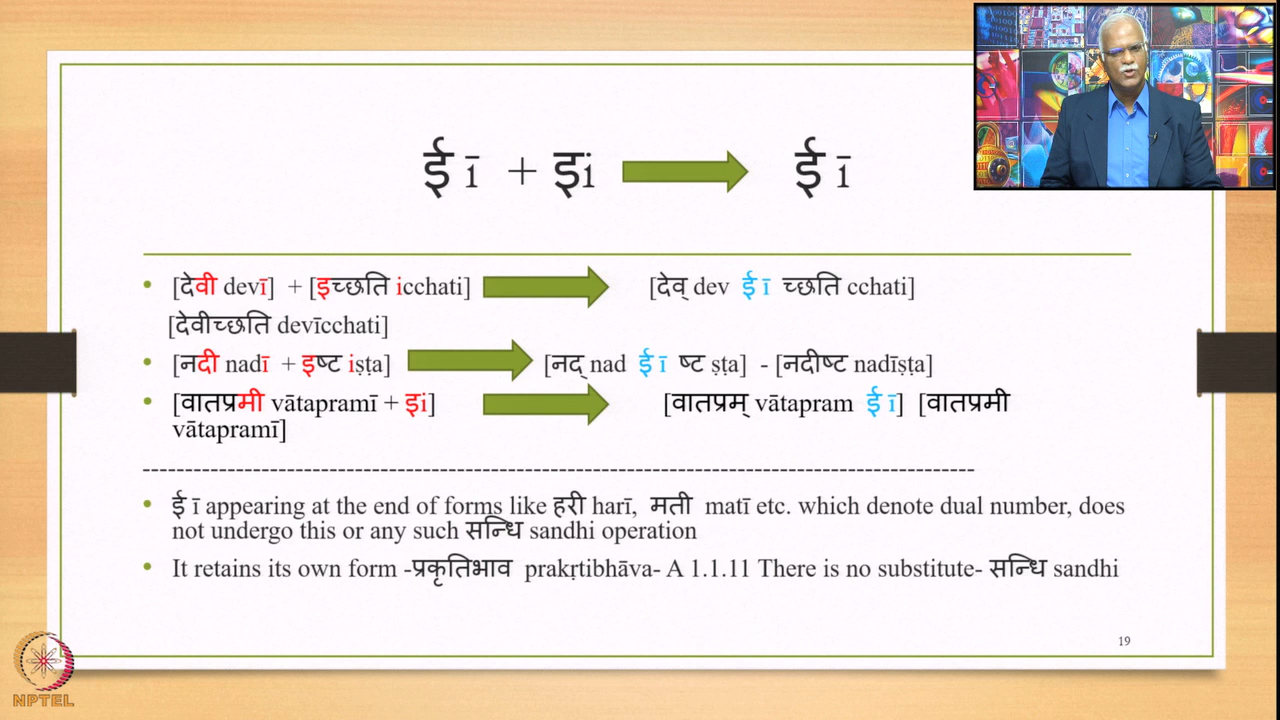 ई ī + इi ई ī
[देवी devī] + [इच्छति icchati] [देव् dev ई ī च्छति cchati]
[देवीच्छति devīcchati]
[नदी nadī + इष्ट iṣṭa] [नद् nad ई ī ष्ट ṣṭa] - [नदीष्ट nadīṣṭa]
[वातप्रमी vātapramī + इi] [वातप्रम् vātapram ई ī] [वातप्रमी
vātapramī]
ई ī appearing at the end of forms like हरी harī, मती matī etc. which denote dual number, does
not undergo this or any such सन्धि sandhi operation
It retains its own form -प्रकृतिभाव prakṛtibhāva- A 1.1.11 There is no substitute- सन्धि sandhi
19
NPTEL